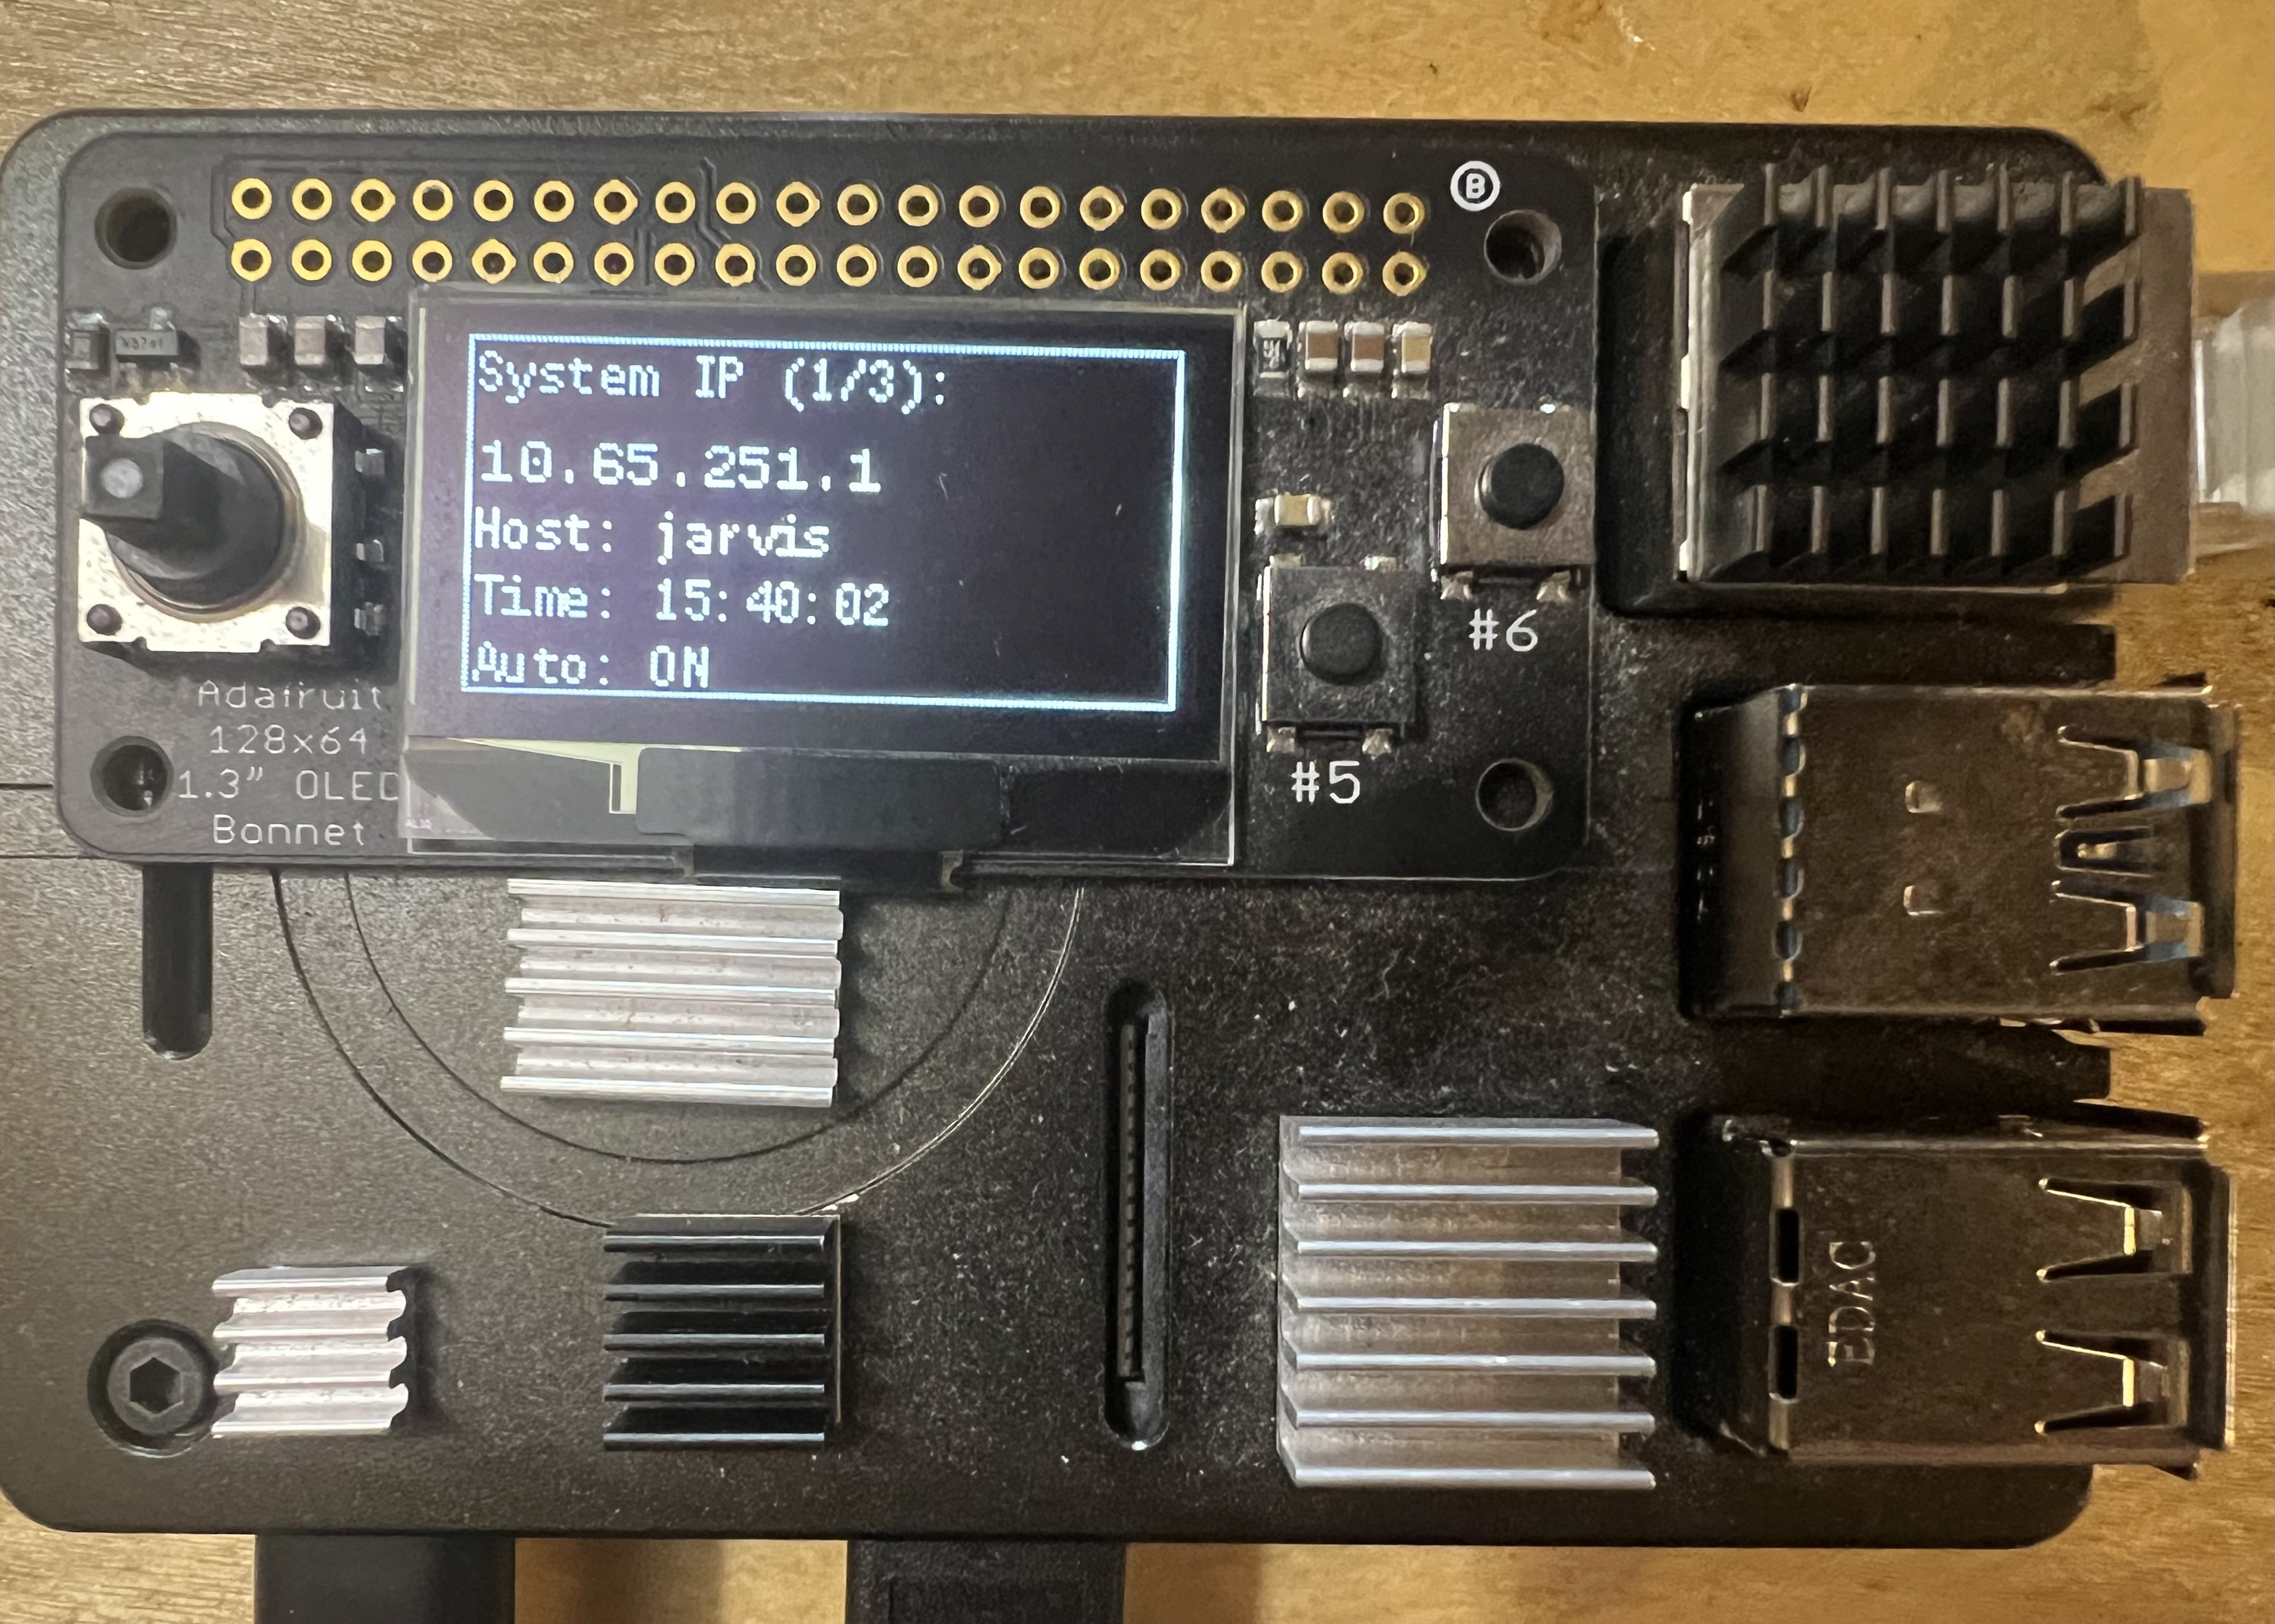 B
System IP (1/3):
10.65.251.1
Host: jarvis
Time: 15:40:02
Auto: ON
#6
#5
Adafruit
128x64
1.3” OLED
Bonnet
EDAC